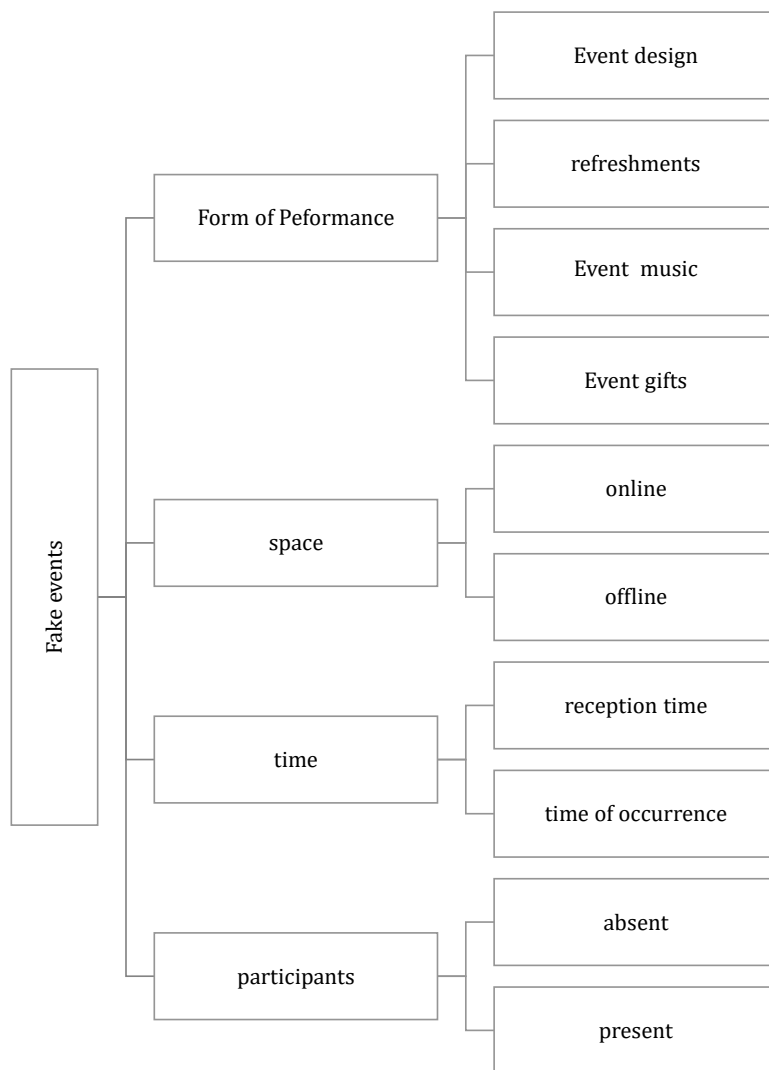 Fake events
Form of Peformance
Event design
refreshments
Event  music
Event gifts
space
online
offline
time
reception time
time of occurrence
participants
absent
present